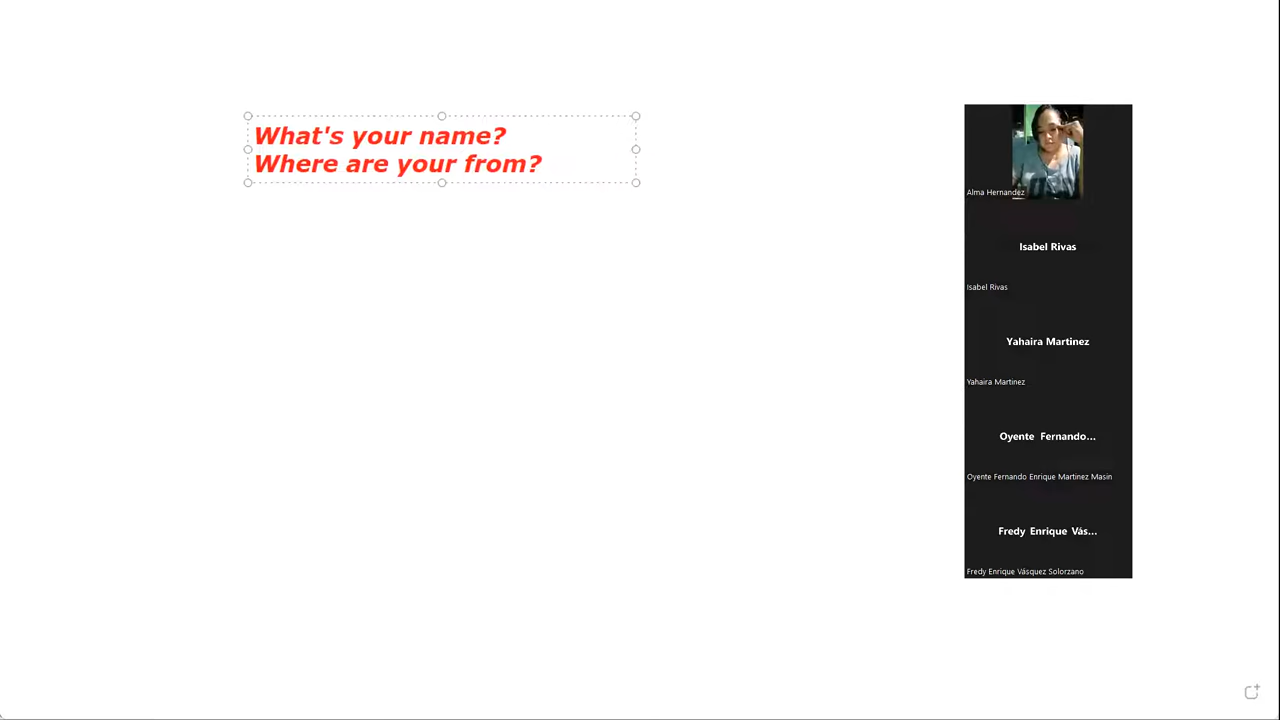 What's your name?
Where are your from?
Alma Hernandez
Isabel Rivas
Isabel Rivas
Yahaira Martinez
Yahaira Martinez
Oyente Fernando...
Oyente Fernando Enrique Martinez Masin
Fredy Enrique Vás...
Fredy Enrique Vásquez Solorzano